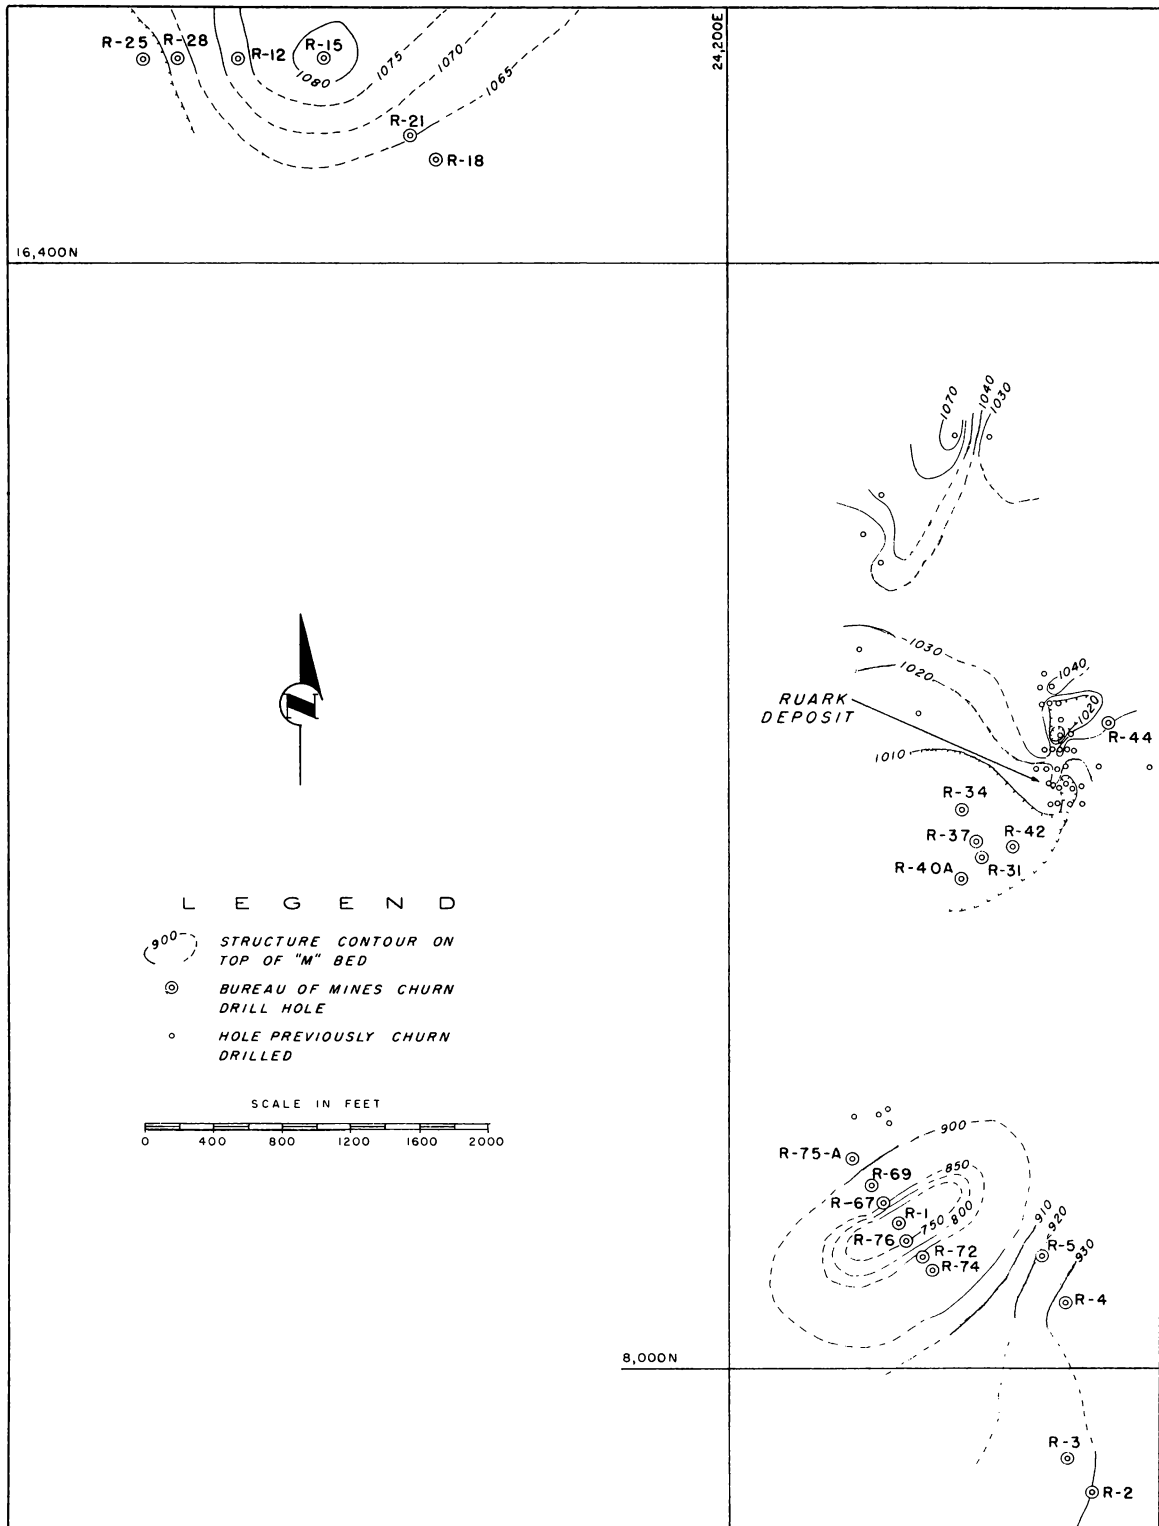 R-25
R-28
R-12
R-15
1080
1075
1070
1065
24,200E
R-21
R-18
16,400N
1070
1040
1030
1030
1020
1040
1020
RUARK
DEPOSIT
R-44
1010
R-34
R-37
R-42
R-40A
R-31
N
LEGEND
900
STRUCTURE CONTOUR ON
TOP OF "M" BED
BUREAU OF MINES CHURN
DRILL HOLE
HOLE PREVIOUSLY CHURN
DRILLED
SCALE IN FEET
0 400 800 1200 1600 2000
900
R-75-A
R-69
850
R-67
R-1
750
800
R-76
R-72
R-74
910
920
R-5
930
R-4
8,000N
R-3
R-2